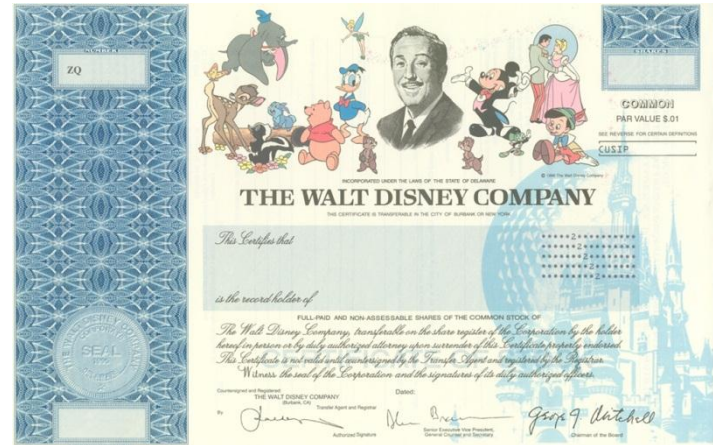 NUMBER
SHARES
ZQ
COMMON
PAR VALUE $.01
SEE REVERSE FOR CERTAIN DEFINITIONS
CUSIP
INCORPORATED UNDER THE LAWS OF THE STATE OF DELAWARE
© The Walt Disney Company
THE WALT DISNEY COMPANY
THIS CERTIFICATE IS TRANSFERABLE IN THE CITY OF BURBANK OR NEW YORK
This Certifies that
is the record holder of
FULL-PAID AND NON-ASSESSABLE SHARES OF THE COMMON STOCK OF
The Walt Disney Company, transferable on the share register of the Corporation by the holder
hereof in person or by duly authorized attorney upon surrender of this Certificate properly endorsed.
This Certificate is not valid until countersigned by the Transfer Agent and registered by the Registrar.
Witness the seal of the Corporation and the signatures of its duly authorized officers.
SEAL
Countersigned and Registered:
Dated:
THE WALT DISNEY COMPANY
(Burbank, CA)
Transfer Agent and Registrar
By
Authorized Signature
Senior Executive Vice President,
General Counsel and Secretary
Chairman of the Board